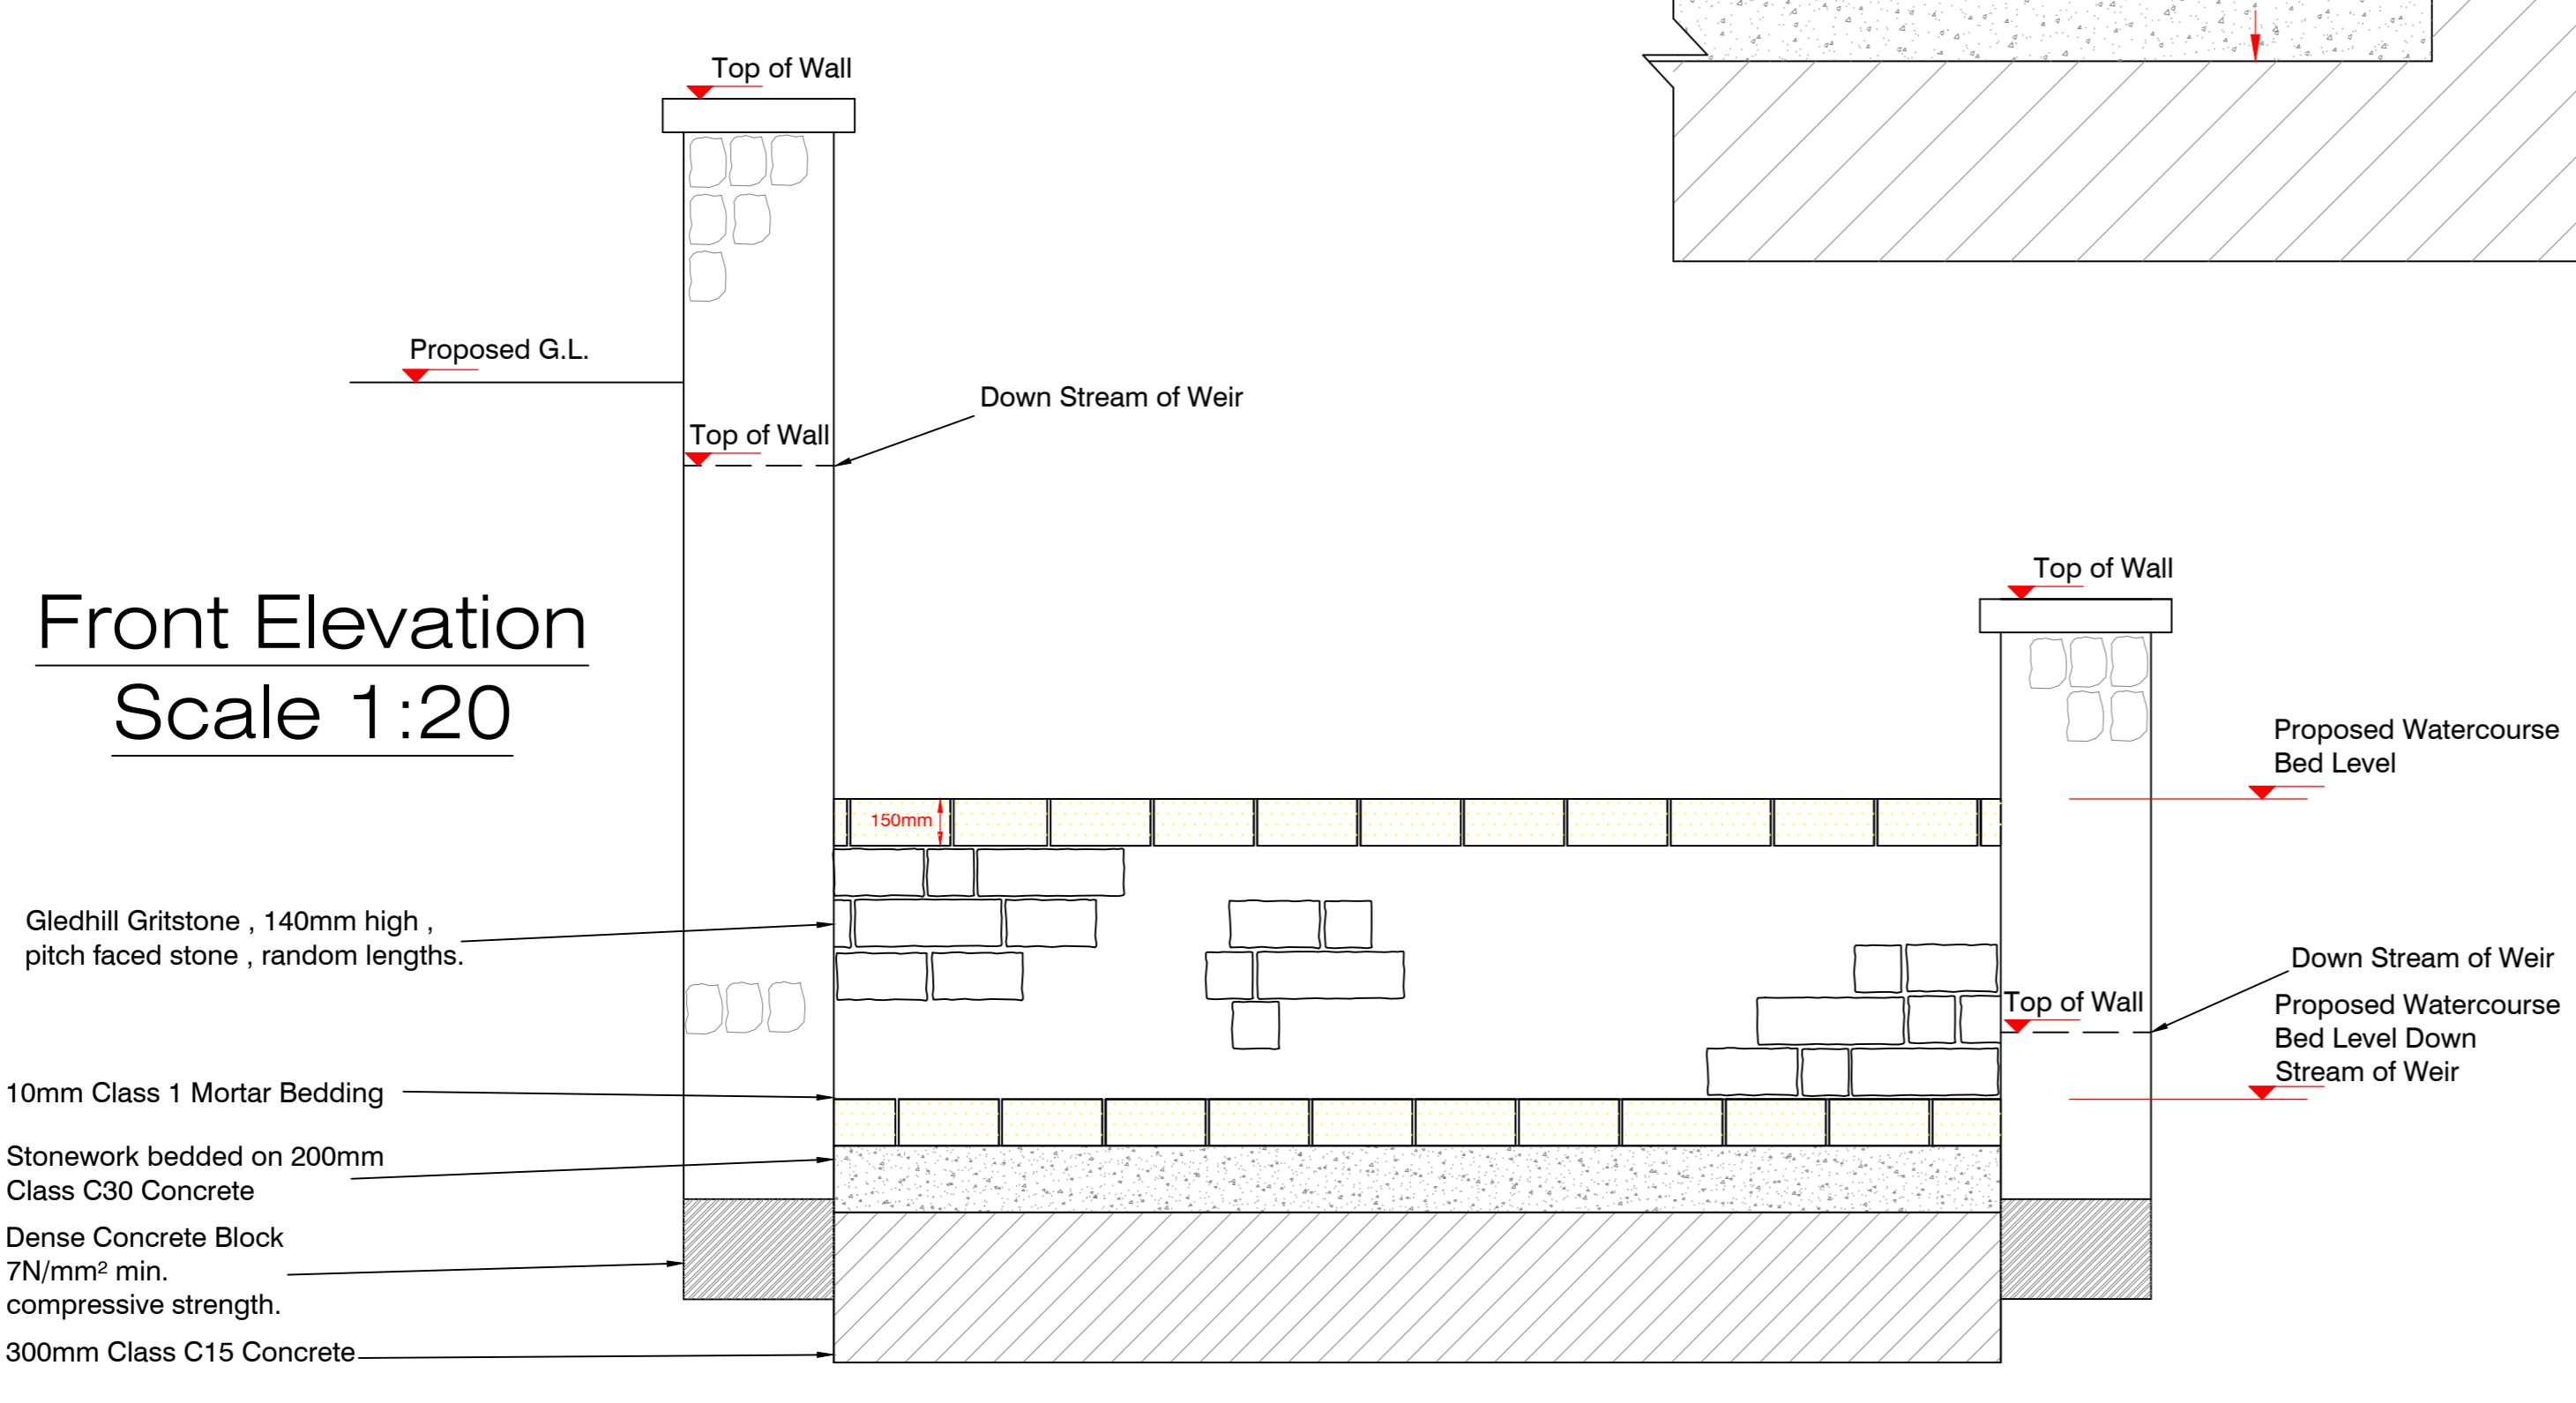 Top of Wall
Proposed G.L.
Down Stream of Weir
Top of Wall
Front Elevation
Scale 1:20
Top of Wall
Proposed Watercourse
Bed Level
150mm
Gledhill Gritstone , 140mm high ,
pitch faced stone , random lengths.
Down Stream of Weir
Top of Wall
Proposed Watercourse
Bed Level Down
Stream of Weir
10mm Class 1 Mortar Bedding
Stonework bedded on 200mm
Class C30 Concrete
Dense Concrete Block
7N/mm² min.
compressive strength.
300mm Class C15 Concrete